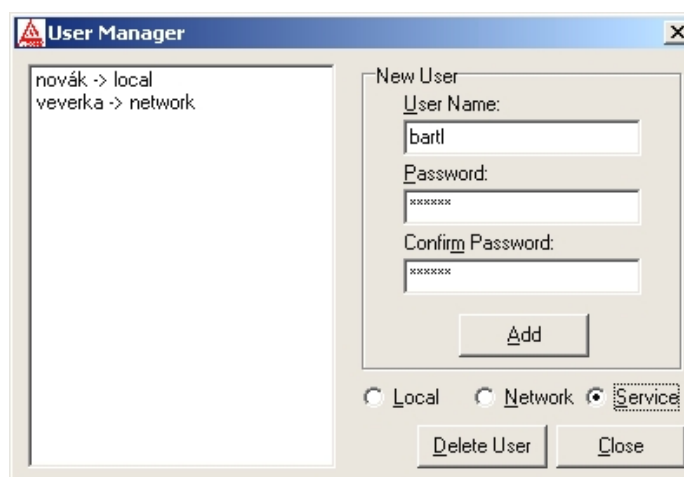 User Manager
novák -> local
veverka -> network
New User
User Name:
bartl
Password:
××××××
Confirm Password:
××××××
Add
Local Network Service
Delete User Close